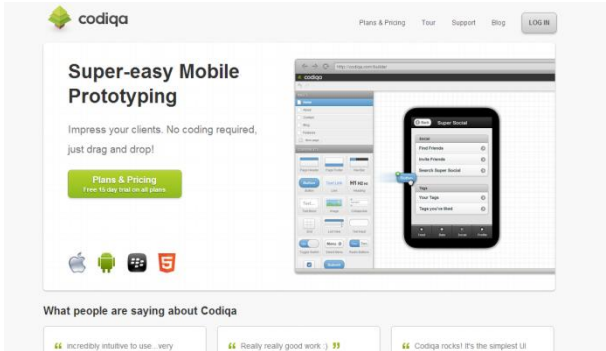 codiqa
Plans & Pricing Tour Support Blog LOG IN
Super-easy Mobile
Prototyping
Impress your clients. No coding required,
just drag and drop!
Plans & Pricing
Free 15 day trial on all plans
codiqa
Super Social
Social
Find Friends
Invite Friends
Search Super Social
Tags
Your Tags
Tags you've liked
What people are saying about Codiqa
incredibly intuitive to use.. very
Really really good work :)
Codiqa rocks! It's the simplest UI